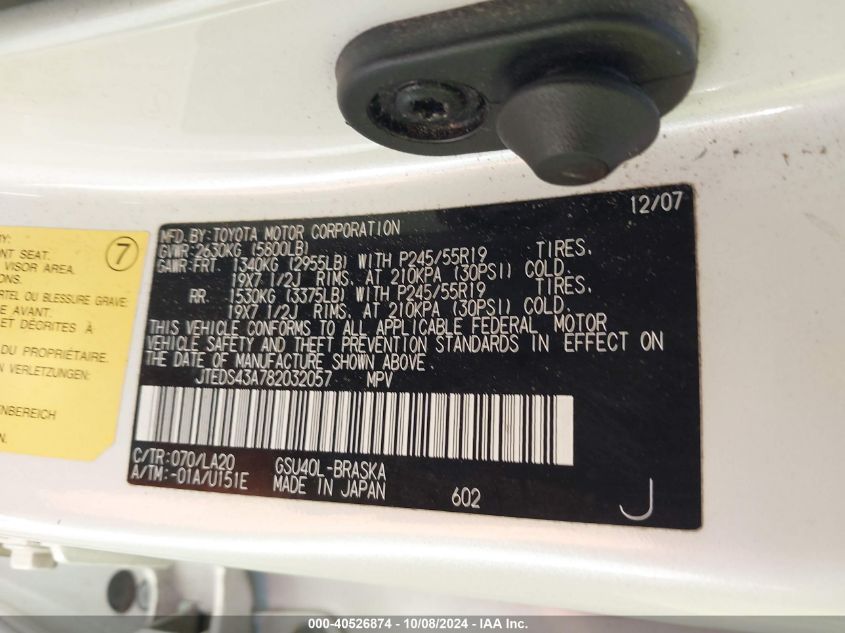 12/07
MFD.BY: TOYOTA MOTOR CORPORATION
GVWR 2630KG (5800LB)
GAWR FRT. 1340KG (2955LB) WITH P245/55R19 TIRES,
19X7 1/2J RIMS, AT 210KPA (30PSI) COLD.
RR. 1530KG (3375LB) WITH P245/55R19 TIRES,
19X7 1/2J RIMS, AT 210KPA (30PSI) COLD.
THIS VEHICLE CONFORMS TO ALL APPLICABLE FEDERAL MOTOR
VEHICLE SAFETY AND THEFT PREVENTION STANDARDS IN EFFECT ON
THE DATE OF MANUFACTURE SHOWN ABOVE.
JTEDS43A782032057 MPV
C/TR:070/LA20 GSU40L-BRASKA
A/TM:-01A/U151E MADE IN JAPAN 602 J
7
SEAT.
VISOR AREA.
OU BLESSURE GRAVE:
AVANT.
ET DÉCRITES À
DU PROPRIÉTAIRE.
VERLETZUNGEN:
000-40526874 / 10/08/2024 - IAA Inc.